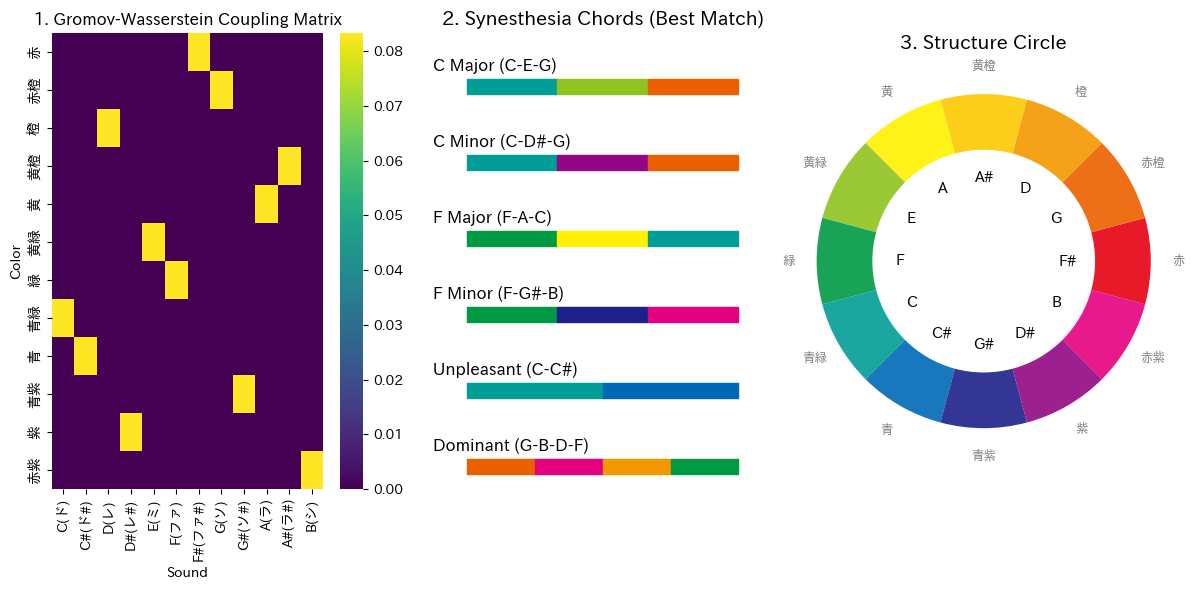 1. Gromov-Wasserstein Coupling Matrix
Color
赤
赤橙
橙
黄橙
黄
黄緑
緑
青緑
青
青紫
紫
赤紫
C(ド)
C#(ド#)
D(レ)
D#(レ#)
E(ミ)
F(ファ)
F#(ファ#)
G(ソ)
G#(ソ#)
A(ラ)
A#(ラ#)
B(シ)
Sound
0.08
0.07
0.06
0.05
0.04
0.03
0.02
0.01
0.00
2. Synesthesia Chords (Best Match)
C Major (C-E-G)
C Minor (C-D#-G)
F Major (F-A-C)
F Minor (F-G#-B)
Unpleasant (C-C#)
Dominant (G-B-D-F)
3. Structure Circle
黄橙
黄
橙
黄緑
赤橙
緑
赤
青緑
赤紫
青
紫
青紫
A#
A
D
E
G
F
F#
C
B
C#
D#
G#